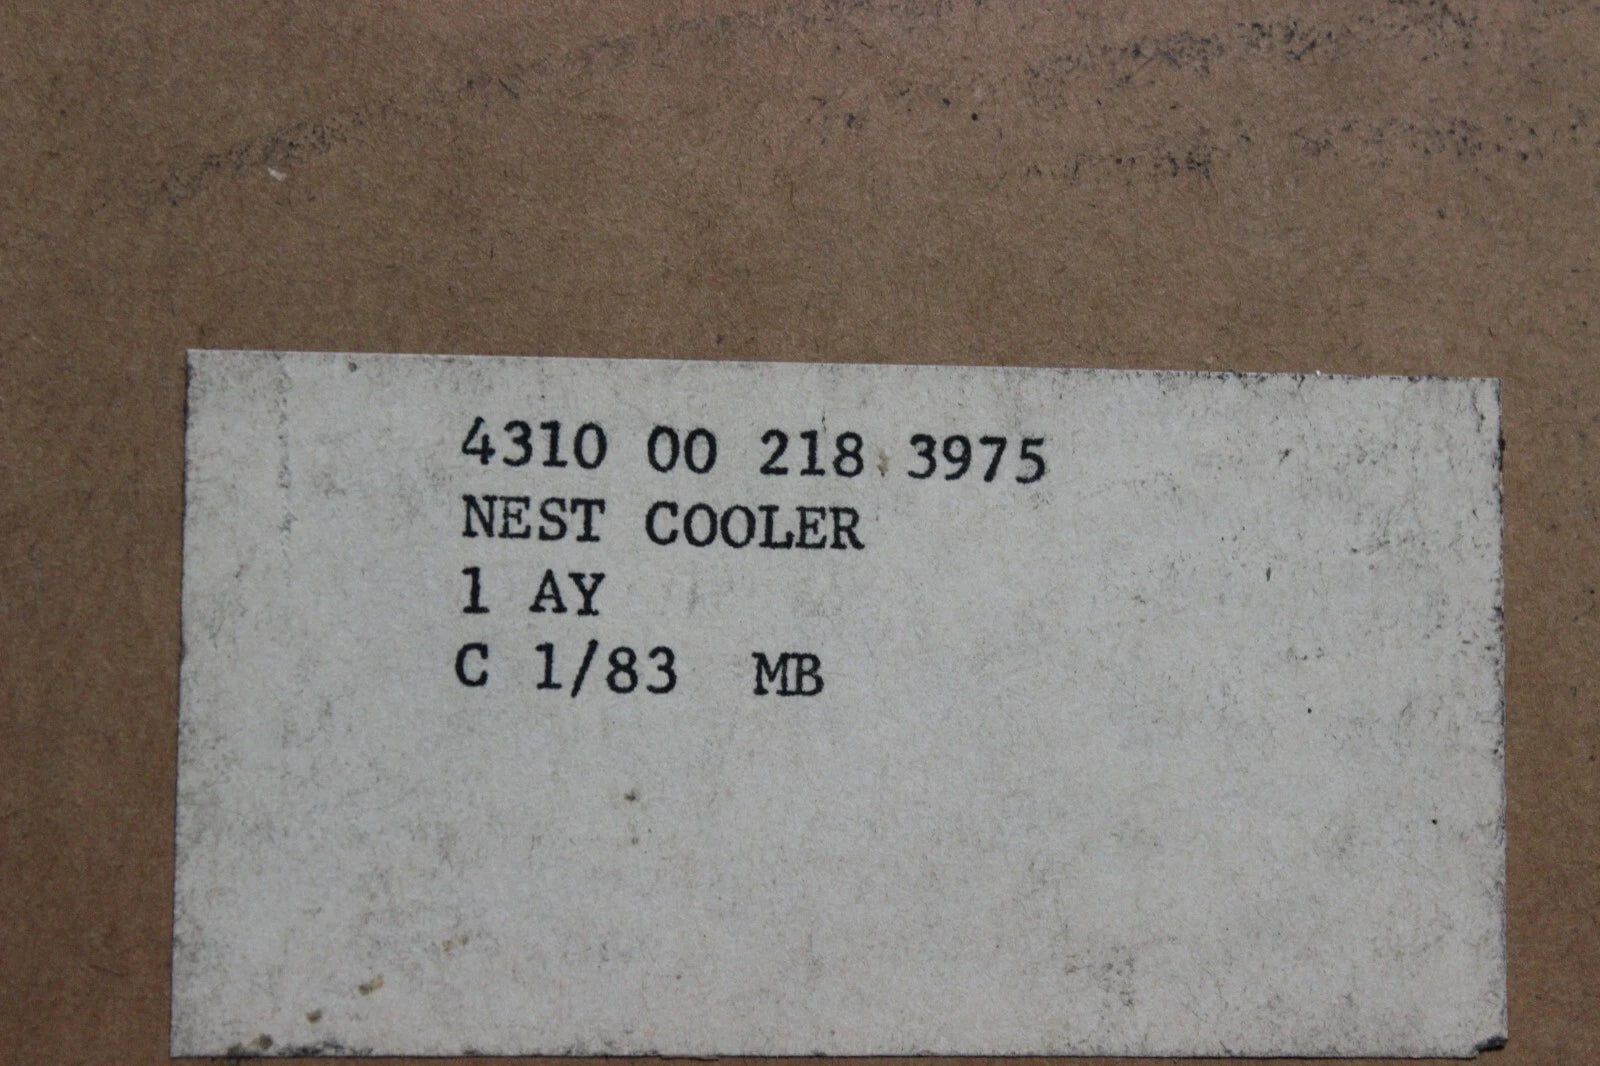 4310 00 218 3975
NEST COOLER
1 AY
C 1/83 MB